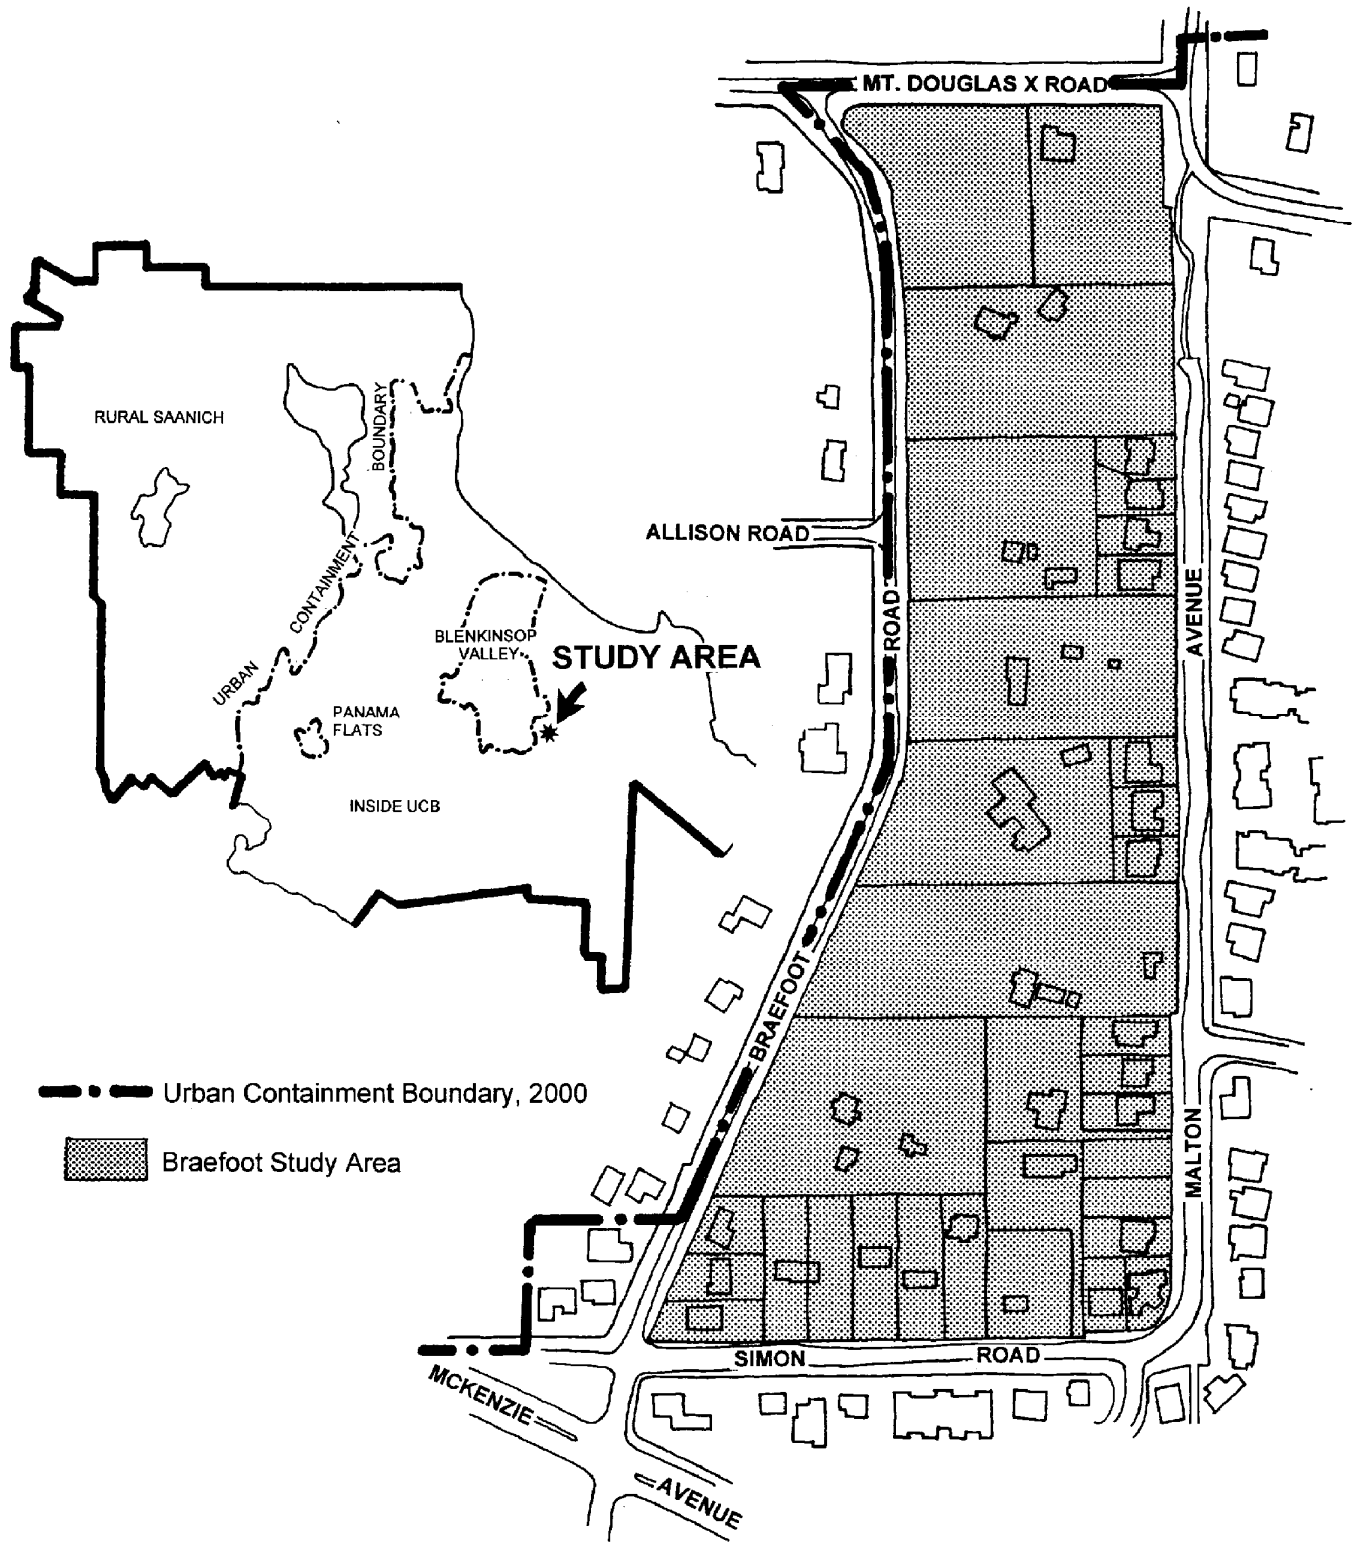 MT. DOUGLAS X ROAD
RURAL SAANICH
BOUNDARY
CONTAINMENT
URBAN
ALLISON ROAD
ROAD
AVENUE
BLENKINSOP
VALLEY
STUDY AREA
PANAMA
FLATS
INSIDE UCB
BRAEFOOT
Urban Containment Boundary, 2000
Braefoot Study Area
MALTON
SIMON ROAD
MCKENZIE
AVENUE